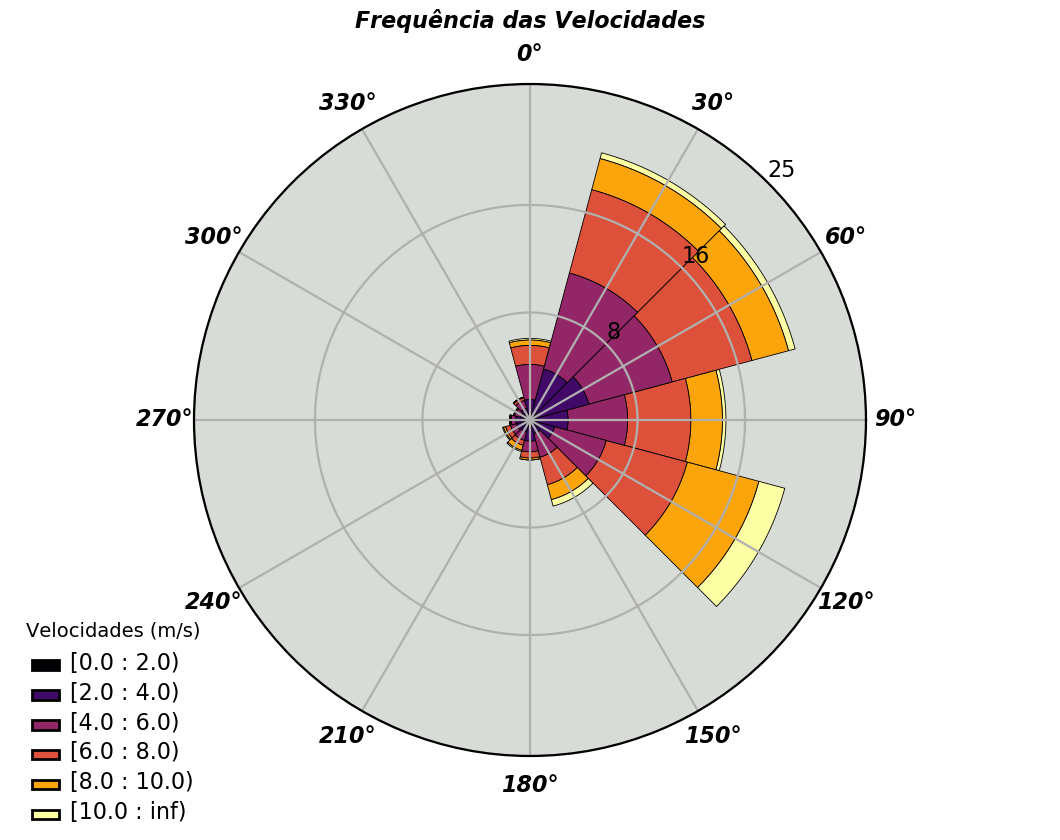 Frequência das Velocidades
0°
330°
30°
25
300°
60°
16
8
270°
90°
240°
120°
210°
150°
180°
Velocidades (m/s)
[0.0 : 2.0)
[2.0 : 4.0)
[4.0 : 6.0)
[6.0 : 8.0)
[8.0 : 10.0)
[10.0 : inf)